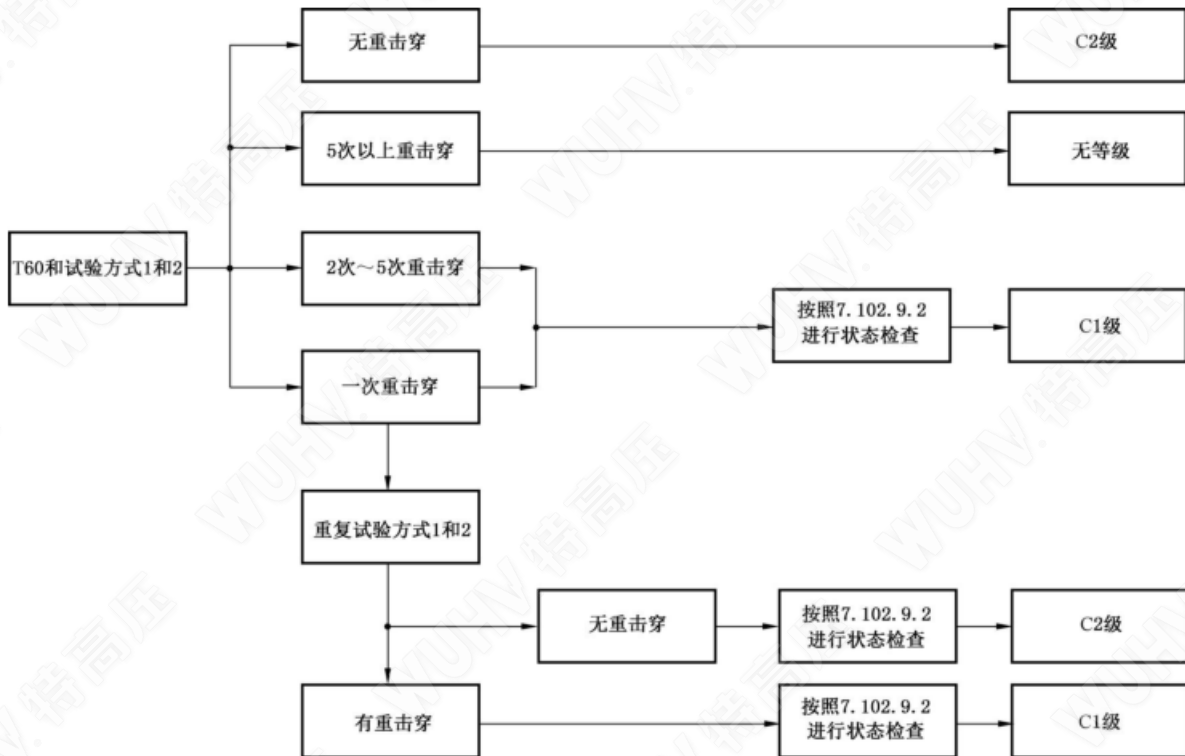 无重击穿
C2级
5次以上重击穿
无等级
T60和试验方式1和2
2次～5次重击穿
按照7.102.9.2
进行状态检查
C1级
一次重击穿
重复试验方式1和2
无重击穿
按照7.102.9.2
进行状态检查
C2级
有重击穿
按照7.102.9.2
进行状态检查
C1级
WUHV.特高压